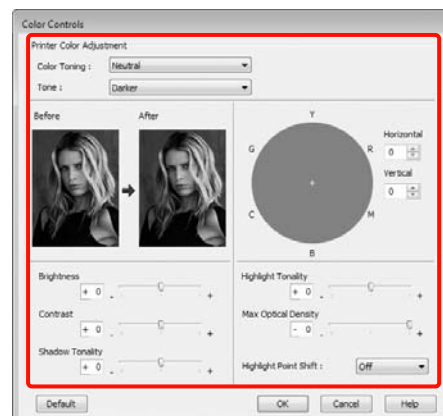 Color Controls
Printer Color Adjustment
Color Toning : Neutral
Tone : Darker
Before After
Y
G R
C M
B
Horizontal
0
Vertical
0
Brightness
+ 0 - +
Contrast
+ 0 - +
Shadow Tonality
+ 0 - +
Highlight Tonality
+ 0 - +
Max Optical Density
- 0 - +
Highlight Point Shift : Off
Default OK Cancel Help